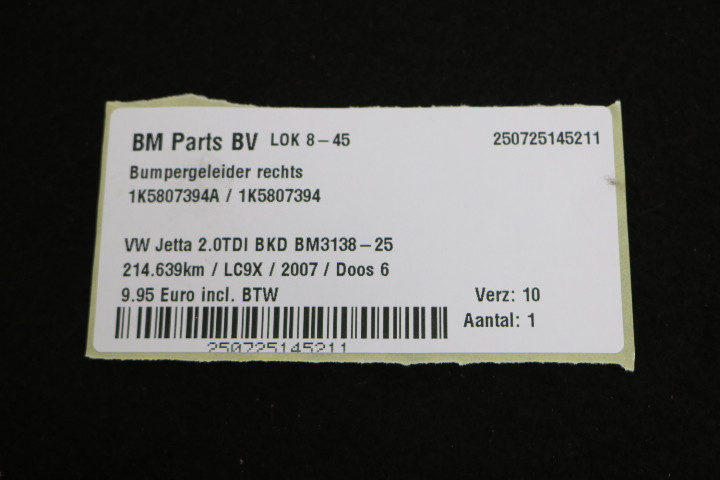 BM Parts BV LOK 8-45 250725145211
Bumpergeleider rechts
1K5807394A / 1K5807394
VW Jetta 2.0TDI BKD BM3138-25
214.639km / LC9X / 2007 / Doos 6
9.95 Euro incl. BTW Verz: 10
Aantal: 1
250725145211